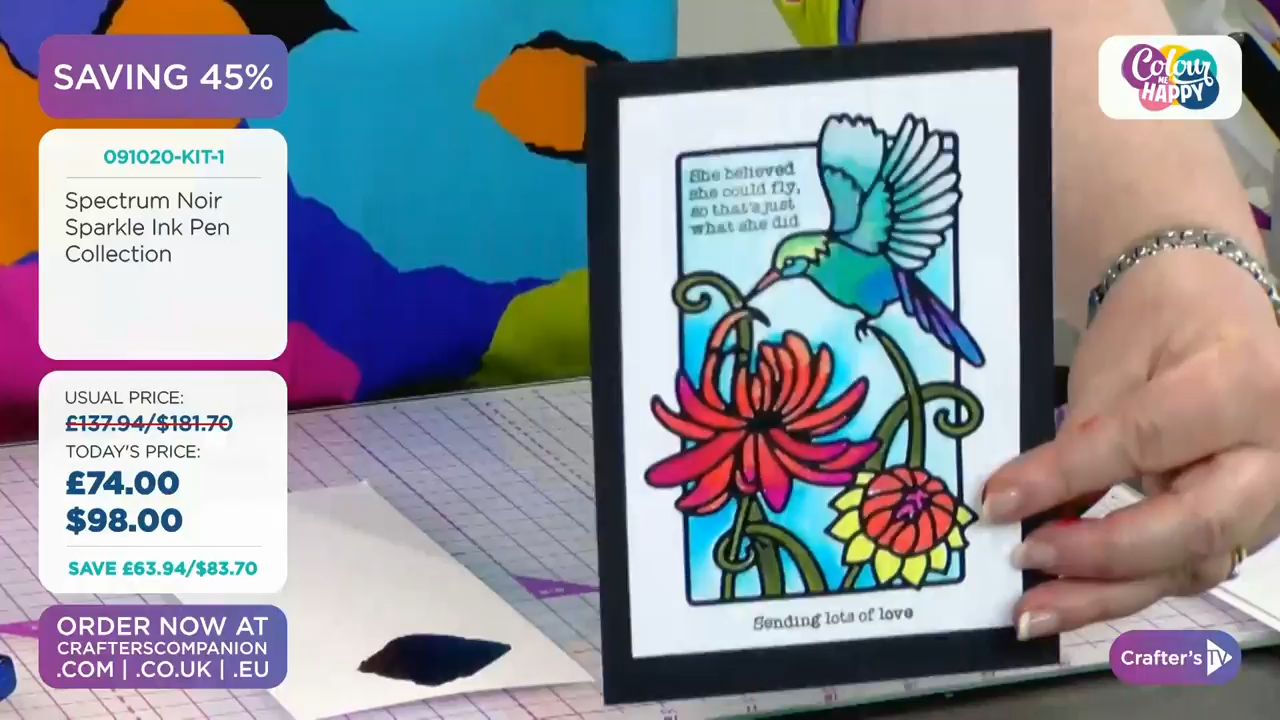 SAVING 45%
091020-KIT-1
Spectrum Noir
Sparkle Ink Pen
Collection
USUAL PRICE:
£137.94/$181.70
TODAY'S PRICE:
£74.00
$98.00
SAVE £63.94/$83.70
ORDER NOW AT
CRAFTERSCOMPANION
.COM | .CO.UK | .EU
She believed
she could fly,
so that's just
what she did
Sending lots of love
Colour
ME
HAPPY
Crafter's TV